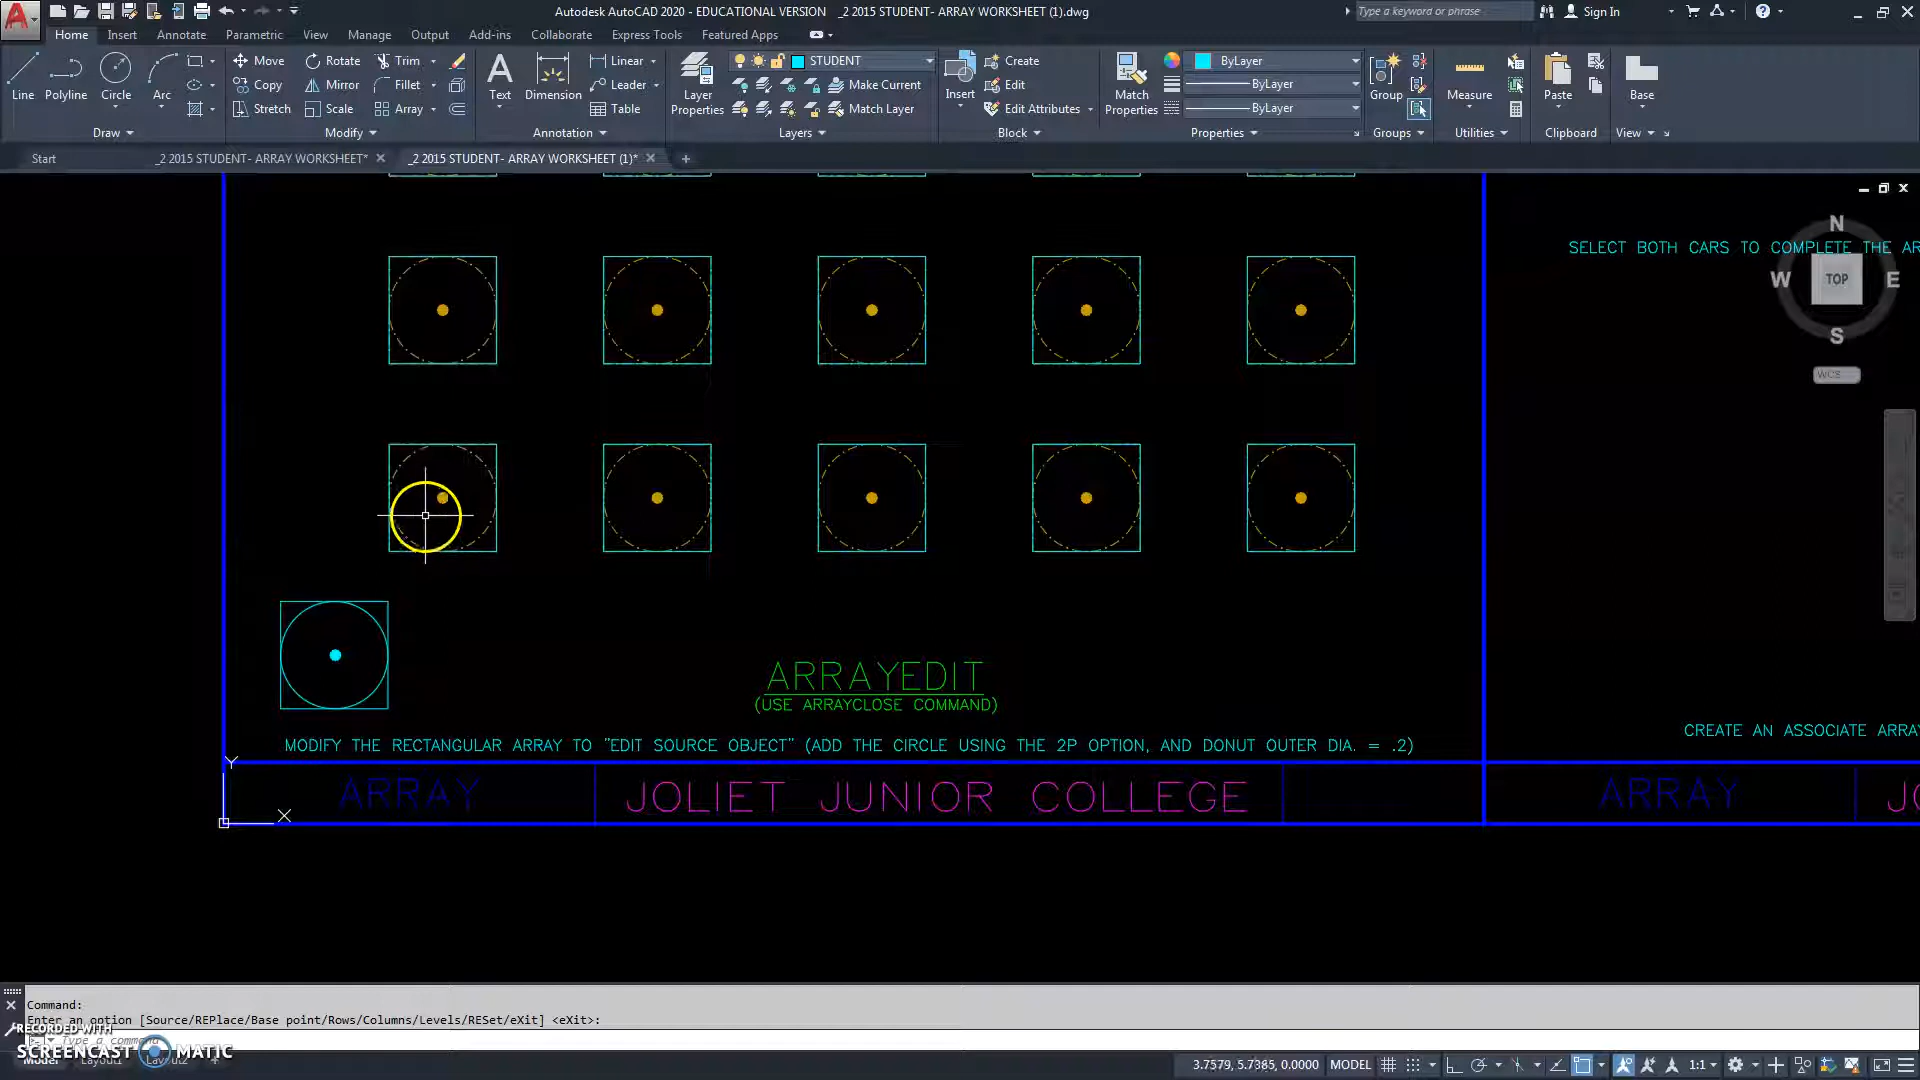 Autodesk AutoCAD 2020 - EDUCATIONAL VERSION _2 2015 STUDENT- ARRAY WORKSHEET (1).dwg
Type a keyword or phrase
Sign In
Home Insert Annotate Parametric View Manage Output Add-ins Collaborate Express Tools Featured Apps
Line Polyline Circle Arc
Move Rotate Trim
Copy Mirror Fillet
Stretch Scale Array
Text Dimension
Linear
Leader
Table
Layer Properties
STUDENT
Make Current
Match Layer
Insert
Create
Edit
Edit Attributes
Match Properties
ByLayer
ByLayer
ByLayer
Group
Measure
Paste
Base
Draw Modify Annotation Layers Block Properties Groups Utilities Clipboard View
Start _2 2015 STUDENT- ARRAY WORKSHEET* _2 2015 STUDENT- ARRAY WORKSHEET (1)*
N
SELECT BOTH CARS TO COMPLETE THE AR
W TOP E
S
WCS
ARRAYEDIT
(USE ARRAYCLOSE COMMAND)
CREATE AN ASSOCIATE ARRA
MODIFY THE RECTANGULAR ARRAY TO "EDIT SOURCE OBJECT" (ADD THE CIRCLE USING THE 2P OPTION, AND DONUT OUTER DIA. = .2)
Y
ARRAY JOLIET JUNIOR COLLEGE ARRAY JO
X
Command:
Enter an option [Source/REPlace/Base point/Rows/Columns/Levels/RESet/eXit] <eXit>:
RECORDED WITH
Type a command
SCREENCAST MATIC
Model Layout1 Layout2
3.7579, 5.7385, 0.0000 MODEL 1:1